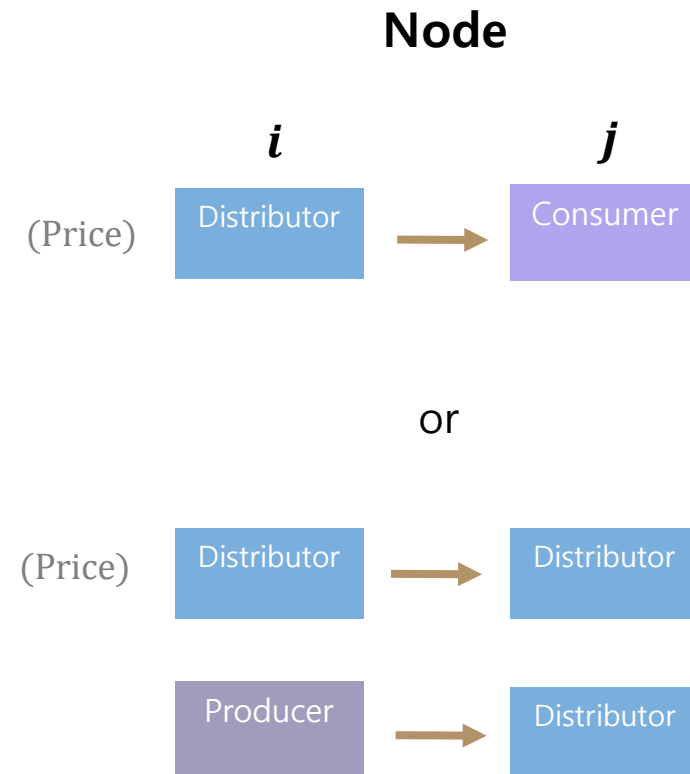 Node
i j
(Price) Distributor Consumer
or
(Price) Distributor Distributor
Producer Distributor